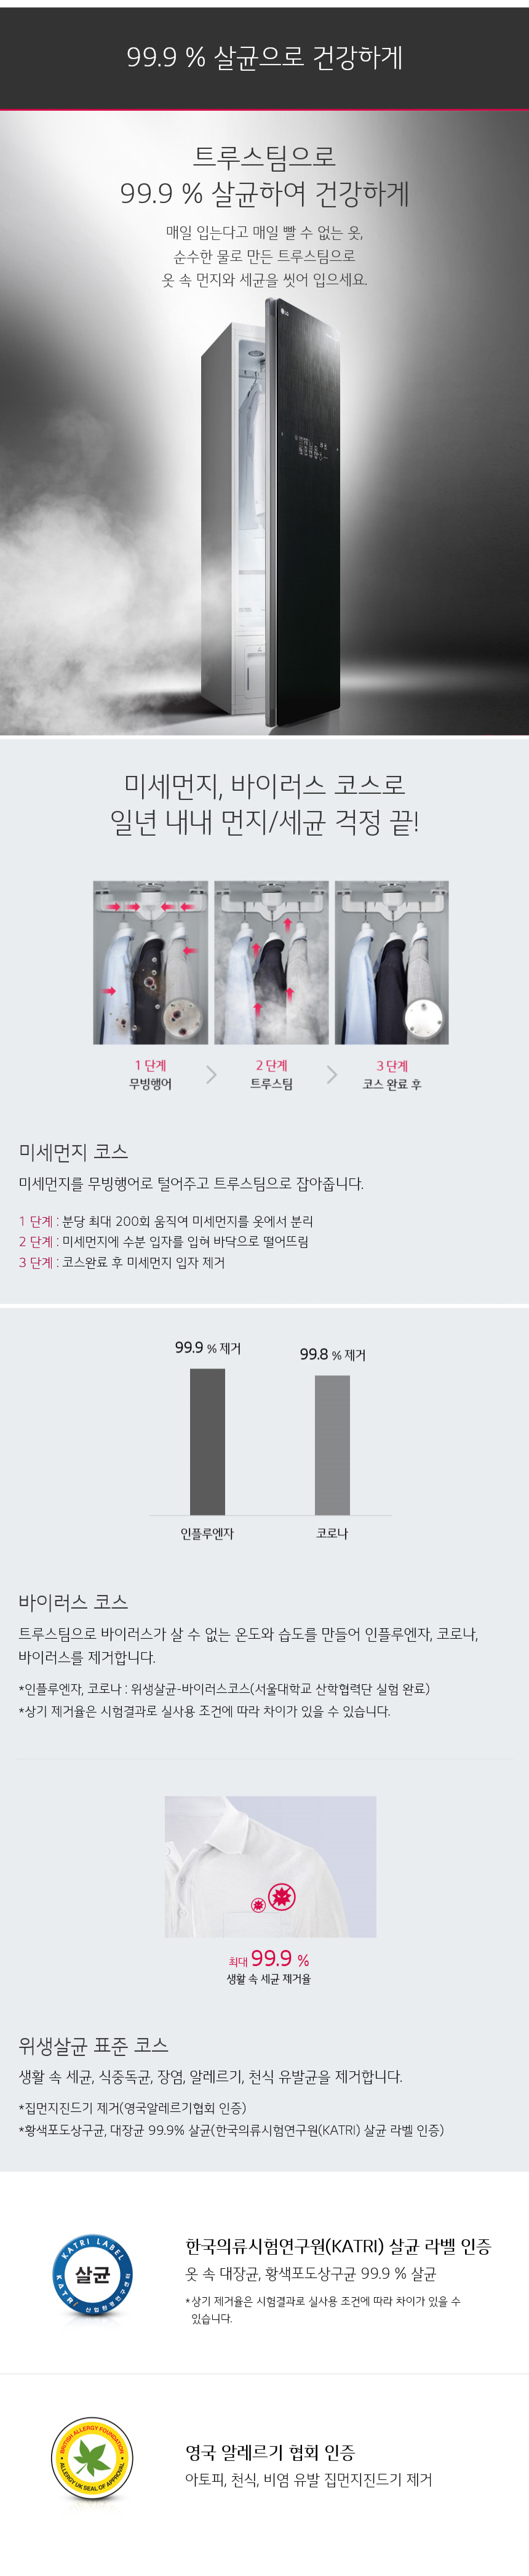 99.9 % 살균으로 건강하게
트루스팀으로
99.9 % 살균하여 건강하게
매일 입는다고 매일 빨 수 없는 옷,
순수한 물로 만든 트루스팀으로
옷 속 먼지와 세균을 씻어 입으세요.
LG
미세먼지, 바이러스 코스로
일년 내내 먼지/세균 걱정 끝!
1 단계
무빙행어
2 단계
트루스팀
3 단계
코스 완료 후
미세먼지 코스
미세먼지를 무빙행어로 털어주고 트루스팀으로 잡아줍니다.
1 단계 : 분당 최대 200회 움직여 미세먼지를 옷에서 분리
2 단계 : 미세먼지에 수분 입자를 입혀 바닥으로 떨어뜨림
3 단계 : 코스완료 후 미세먼지 입자 제거
99.9 % 제거
99.8 % 제거
인플루엔자
코로나
바이러스 코스
트루스팀으로 바이러스가 살 수 없는 온도와 습도를 만들어 인플루엔자, 코로나,
바이러스를 제거합니다.
*인플루엔자, 코로나 : 위생살균-바이러스코스(서울대학교 산학협력단 실험 완료)
*상기 제거율은 시험결과로 실사용 조건에 따라 차이가 있을 수 있습니다.
최대 99.9 %
생활 속 세균 제거율
위생살균 표준 코스
생활 속 세균, 식중독균, 장염, 알레르기, 천식 유발균을 제거합니다.
*집먼지진드기 제거(영국알레르기협회 인증)
*황색포도상구균, 대장균 99.9% 살균(한국의류시험연구원(KATRI) 살균 라벨 인증)
KATRI LABEL
살균
KATRI 산업환경연구센터
한국의류시험연구원(KATRI) 살균 라벨 인증
옷 속 대장균, 황색포도상구균 99.9 % 살균
*상기 제거율은 시험결과로 실사용 조건에 따라 차이가 있을 수
있습니다.
BRITISH ALLERGY FOUNDATION
ALLERGY UK SEAL OF APPROVAL
영국 알레르기 협회 인증
아토피, 천식, 비염 유발 집먼지진드기 제거